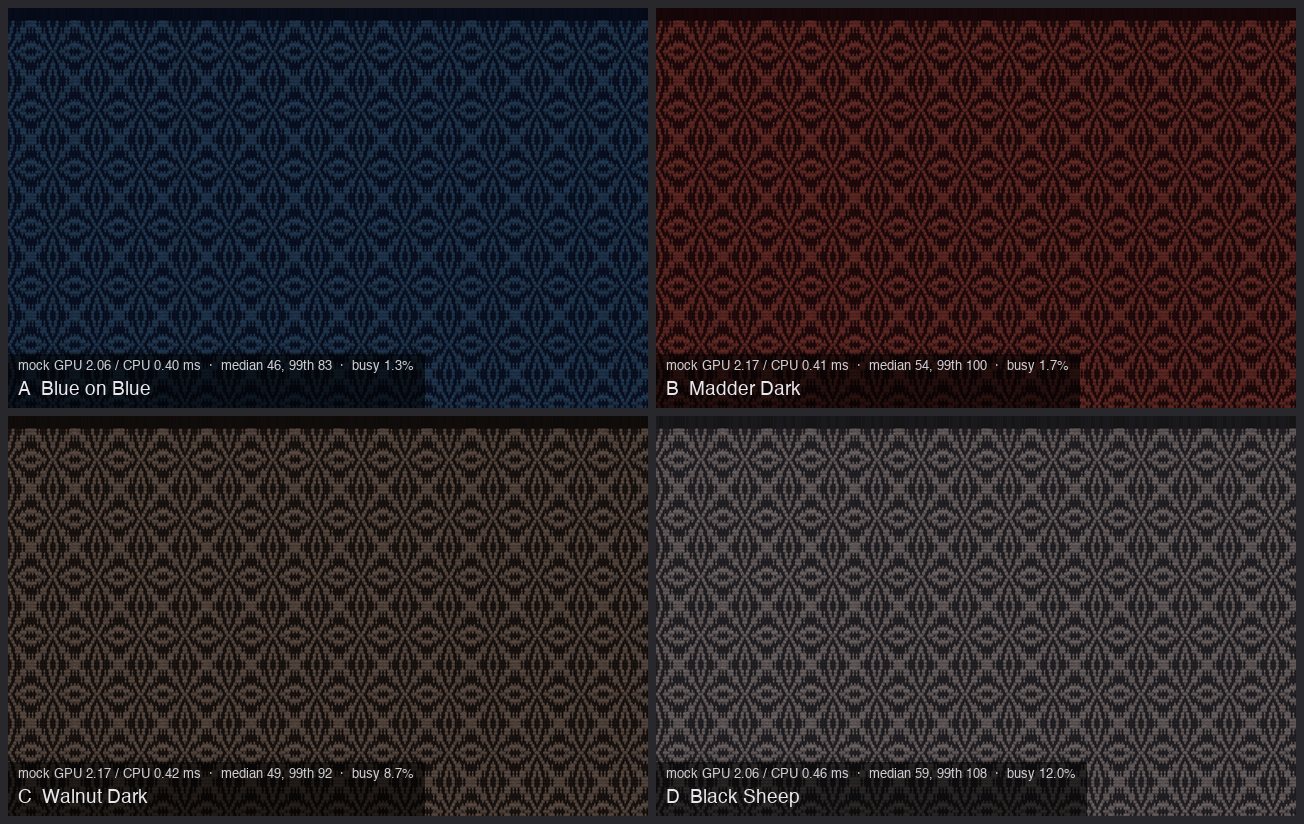 mock GPU 2.06 / CPU 0.40 ms · median 46, 99th 83 · busy 1.3%
A Blue on Blue
mock GPU 2.17 / CPU 0.41 ms · median 54, 99th 100 · busy 1.7%
B Madder Dark
mock GPU 2.17 / CPU 0.42 ms · median 49, 99th 92 · busy 8.7%
C Walnut Dark
mock GPU 2.06 / CPU 0.46 ms · median 59, 99th 108 · busy 12.0%
D Black Sheep